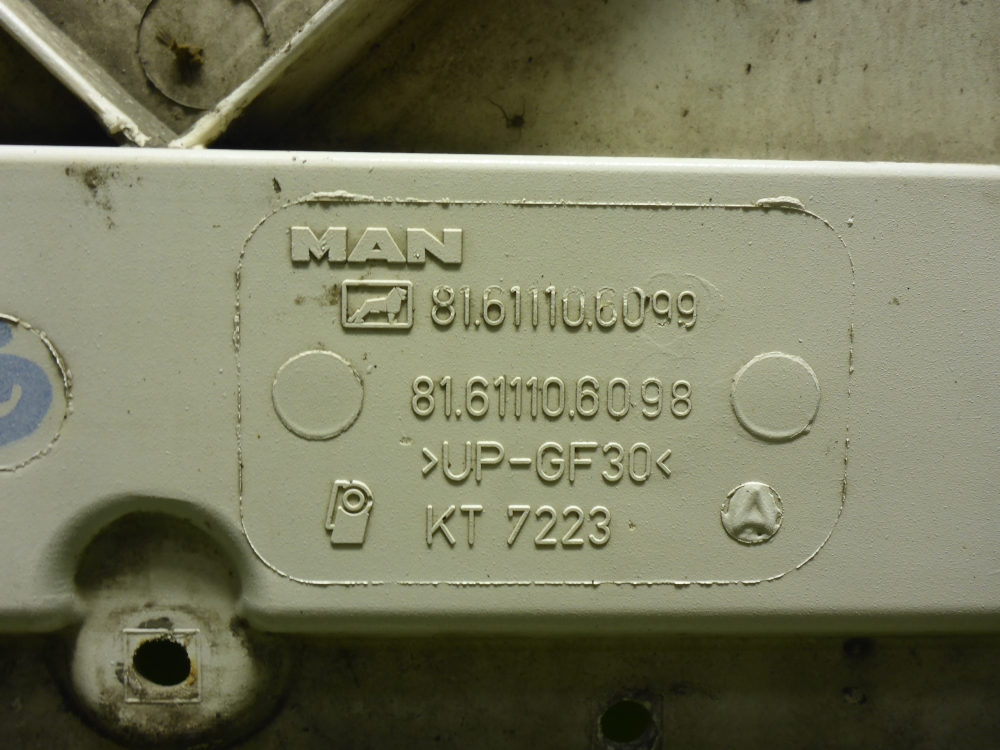 MAN
81.61110.6099
81.61110.6098
>UP-GF30<
KT 7223
A